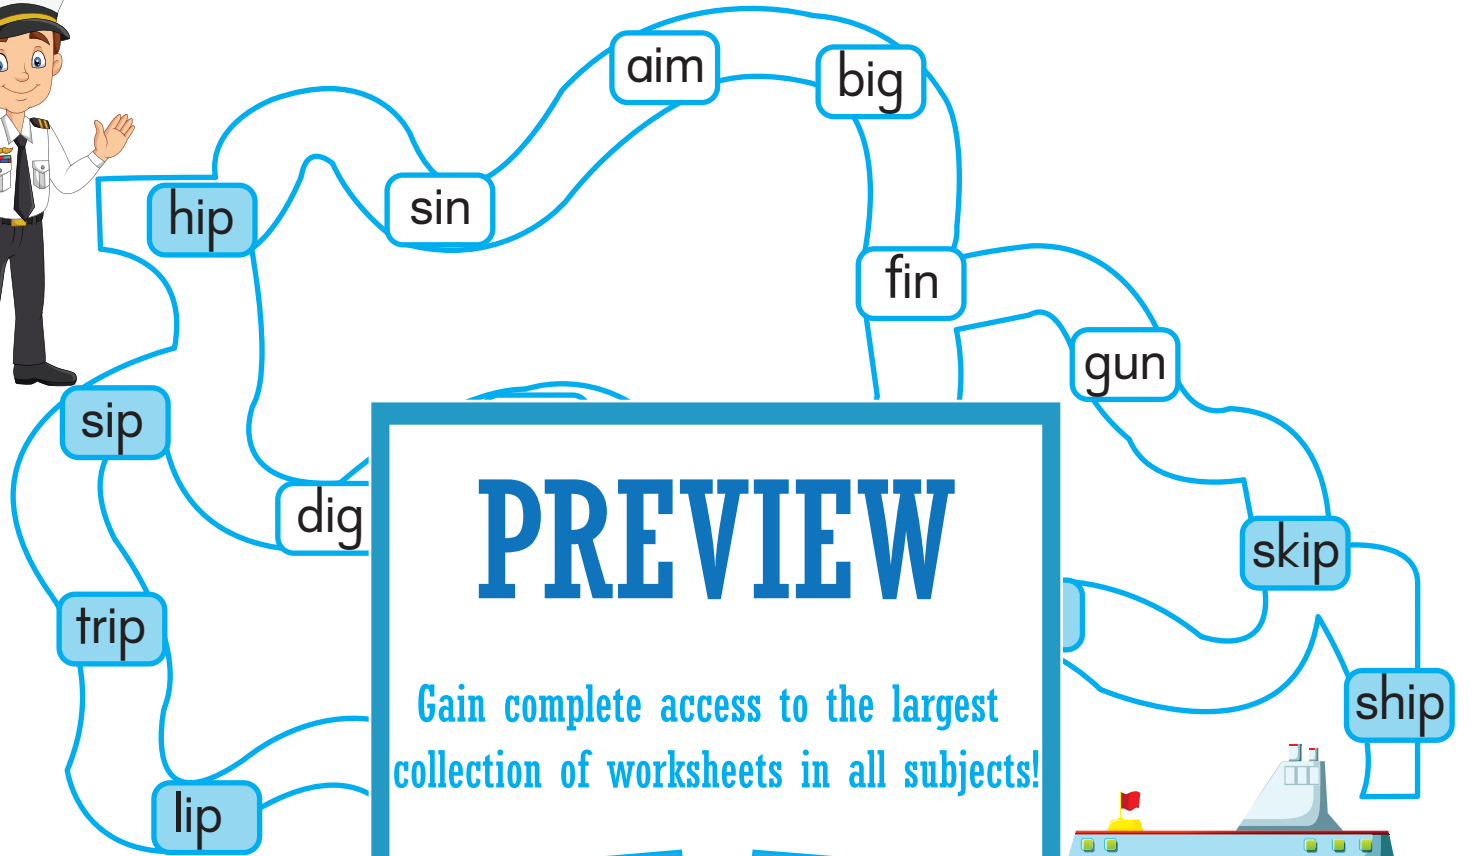 aim
big
hip
sin
fin
gun
sip
dig
skip
trip
ship
lip
PREVIEW
Gain complete access to the largest
collection of worksheets in all subjects!